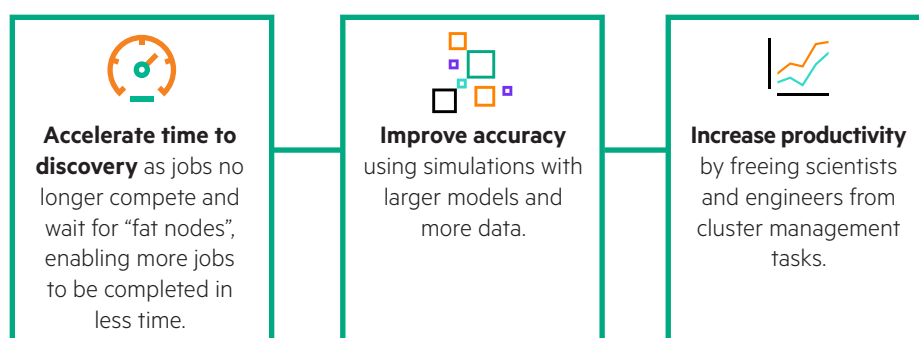 Accelerate time to
discovery as jobs no
longer compete and
wait for “fat nodes”,
enabling more jobs
to be completed in
less time.
Improve accuracy
using simulations with
larger models and
more data.
Increase productivity
by freeing scientists
and engineers from
cluster management
tasks.